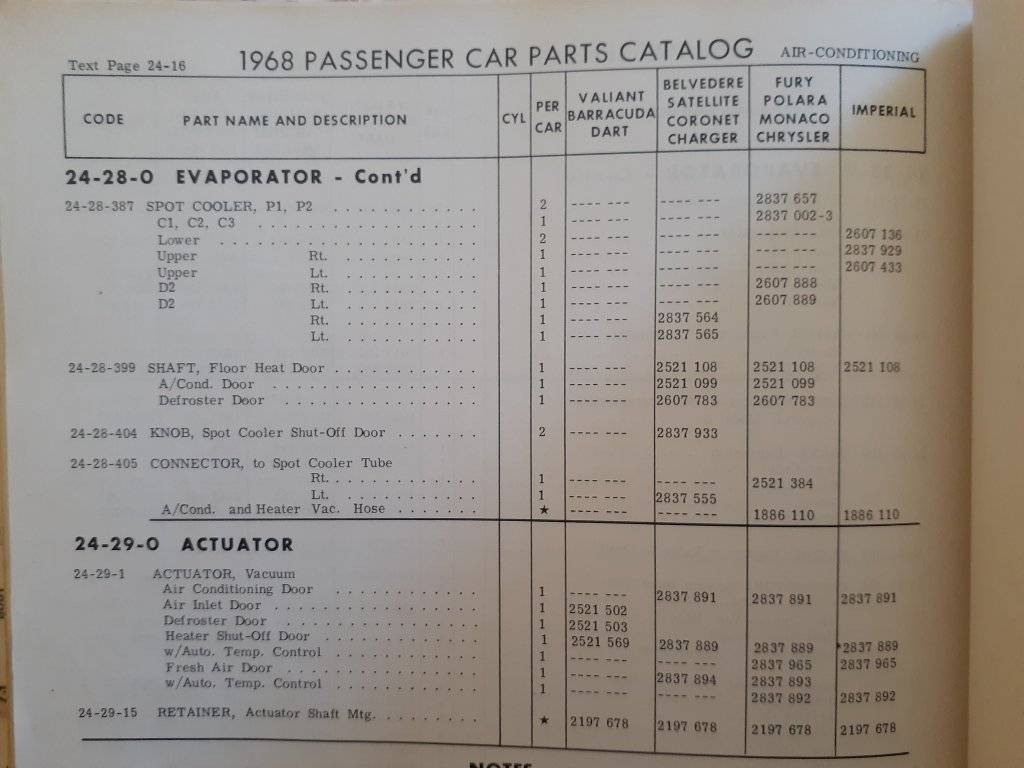 Text Page 24-16 1968 PASSENGER CAR PARTS CATALOG AIR-CONDITIONING
CODE PART NAME AND DESCRIPTION CYL PER CAR VALIANT BARRACUDA DART BELVEDERE SATELLITE CORONET CHARGER FURY POLARA MONACO CHRYSLER IMPERIAL
24-28-0 EVAPORATOR - Cont'd
24-28-387 SPOT COOLER, P1, P2 . . . . . . . . . . 2 ---- --- ---- --- 2837 657
C1, C2, C3 . . . . . . . . . . . . . . 1 ---- --- ---- --- 2837 002-3
Lower . . . . . . . . . . . . . . . . 2 ---- --- ---- --- ---- --- 2607 136
Upper Rt. . . . . . . . . . 1 ---- --- ---- --- ---- --- 2837 929
Upper Lt. . . . . . . . . . 1 ---- --- ---- --- ---- --- 2607 433
D2 Rt. . . . . . . . . . 1 ---- --- ---- --- 2607 888
D2 Lt. . . . . . . . . . 1 ---- --- ---- --- 2607 889
Rt. . . . . . . . . . 1 ---- --- 2837 564
Lt. . . . . . . . . . 1 ---- --- 2837 565
24-28-399 SHAFT, Floor Heat Door . . . . . . . . . . 1 ---- --- 2521 108 2521 108 2521 108
A/Cond. Door . . . . . . . . . . . . . 1 ---- --- 2521 099 2521 099
Defroster Door . . . . . . . . . . . . 1 ---- --- 2607 783 2607 783
24-28-404 KNOB, Spot Cooler Shut-Off Door . . . . . . 2 ---- --- 2837 933
24-28-405 CONNECTOR, to Spot Cooler Tube
Rt. . . . . . . . . . 1 ---- --- ---- --- 2521 384
Lt. . . . . . . . . . 1 ---- --- 2837 555
A/Cond. and Heater Vac. Hose . . . . . . ★ ---- --- ---- --- 1886 110 1886 110
24-29-0 ACTUATOR
24-29-1 ACTUATOR, Vacuum
Air Conditioning Door . . . . . . . . . . 1 ---- --- 2837 891 2837 891 2837 891
Air Inlet Door . . . . . . . . . . . . . 1 2521 502
Defroster Door . . . . . . . . . . . . . 1 2521 503
Heater Shut-Off Door . . . . . . . . . . 1 2521 569 2837 889 2837 889 *2837 889
w/Auto. Temp. Control . . . . . . . . . . 1 ---- --- ---- --- 2837 965 2837 965
Fresh Air Door . . . . . . . . . . . . . 1 ---- --- 2837 894 2837 893
w/Auto. Temp. Control . . . . . . . . . . 1 ---- --- ---- --- 2837 892 2837 892
24-29-15 RETAINER, Actuator Shaft Mtg. . . . . . . . ★ 2197 678 2197 678 2197 678 2197 678
NOTES